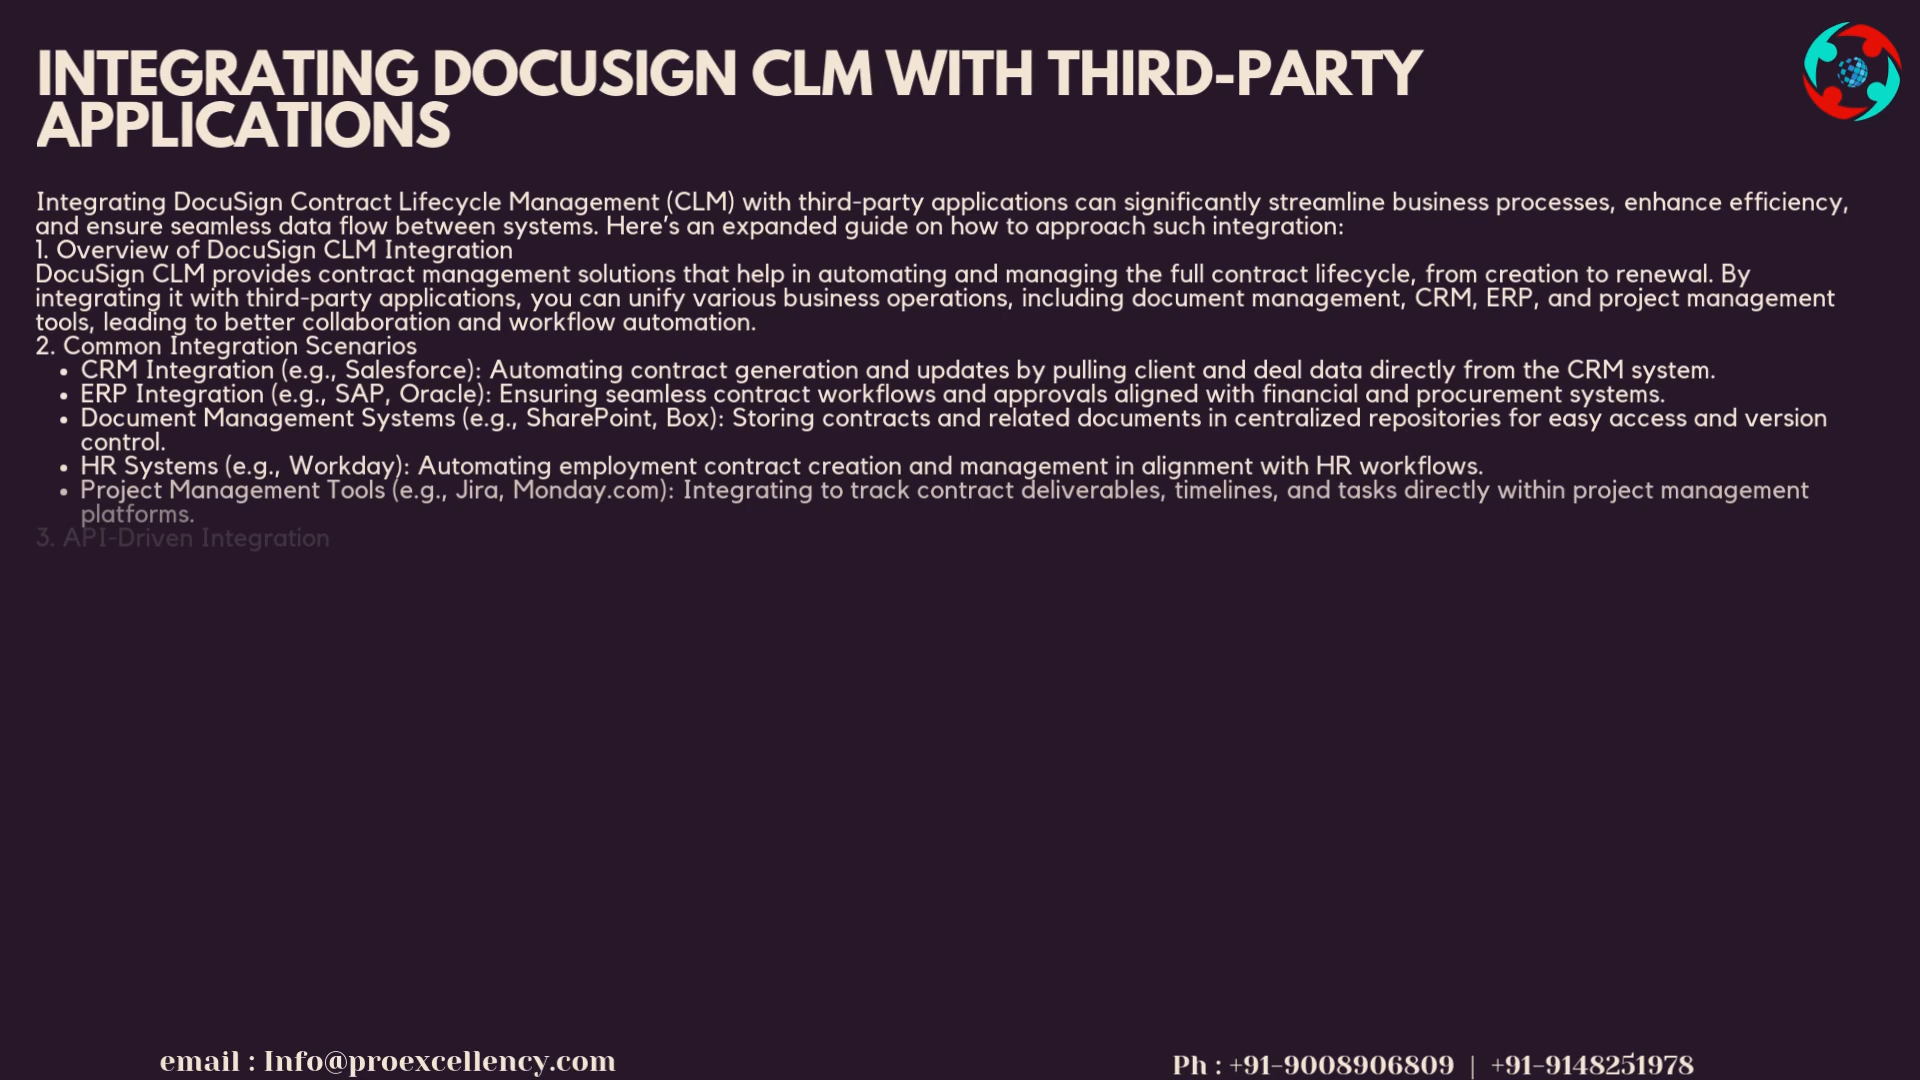 INTEGRATING DOCUSIGN CLM WITH THIRD-PARTY
APPLICATIONS
Integrating DocuSign Contract Lifecycle Management (CLM) with third-party applications can significantly streamline business processes, enhance efficiency,
and ensure seamless data flow between systems. Here’s an expanded guide on how to approach such integration:
1. Overview of DocuSign CLM Integration
DocuSign CLM provides contract management solutions that help in automating and managing the full contract lifecycle, from creation to renewal. By
integrating it with third-party applications, you can unify various business operations, including document management, CRM, ERP, and project management
tools, leading to better collaboration and workflow automation.
2. Common Integration Scenarios
• CRM Integration (e.g., Salesforce): Automating contract generation and updates by pulling client and deal data directly from the CRM system.
• ERP Integration (e.g., SAP, Oracle): Ensuring seamless contract workflows and approvals aligned with financial and procurement systems.
• Document Management Systems (e.g., SharePoint, Box): Storing contracts and related documents in centralized repositories for easy access and version
control.
• HR Systems (e.g., Workday): Automating employment contract creation and management in alignment with HR workflows.
• Project Management Tools (e.g., Jira, Monday.com): Integrating to track contract deliverables, timelines, and tasks directly within project management
platforms.
3. API-Driven Integration
email : Info@proexcellency.com
Ph : +91-9008906809 | +91-9148251978